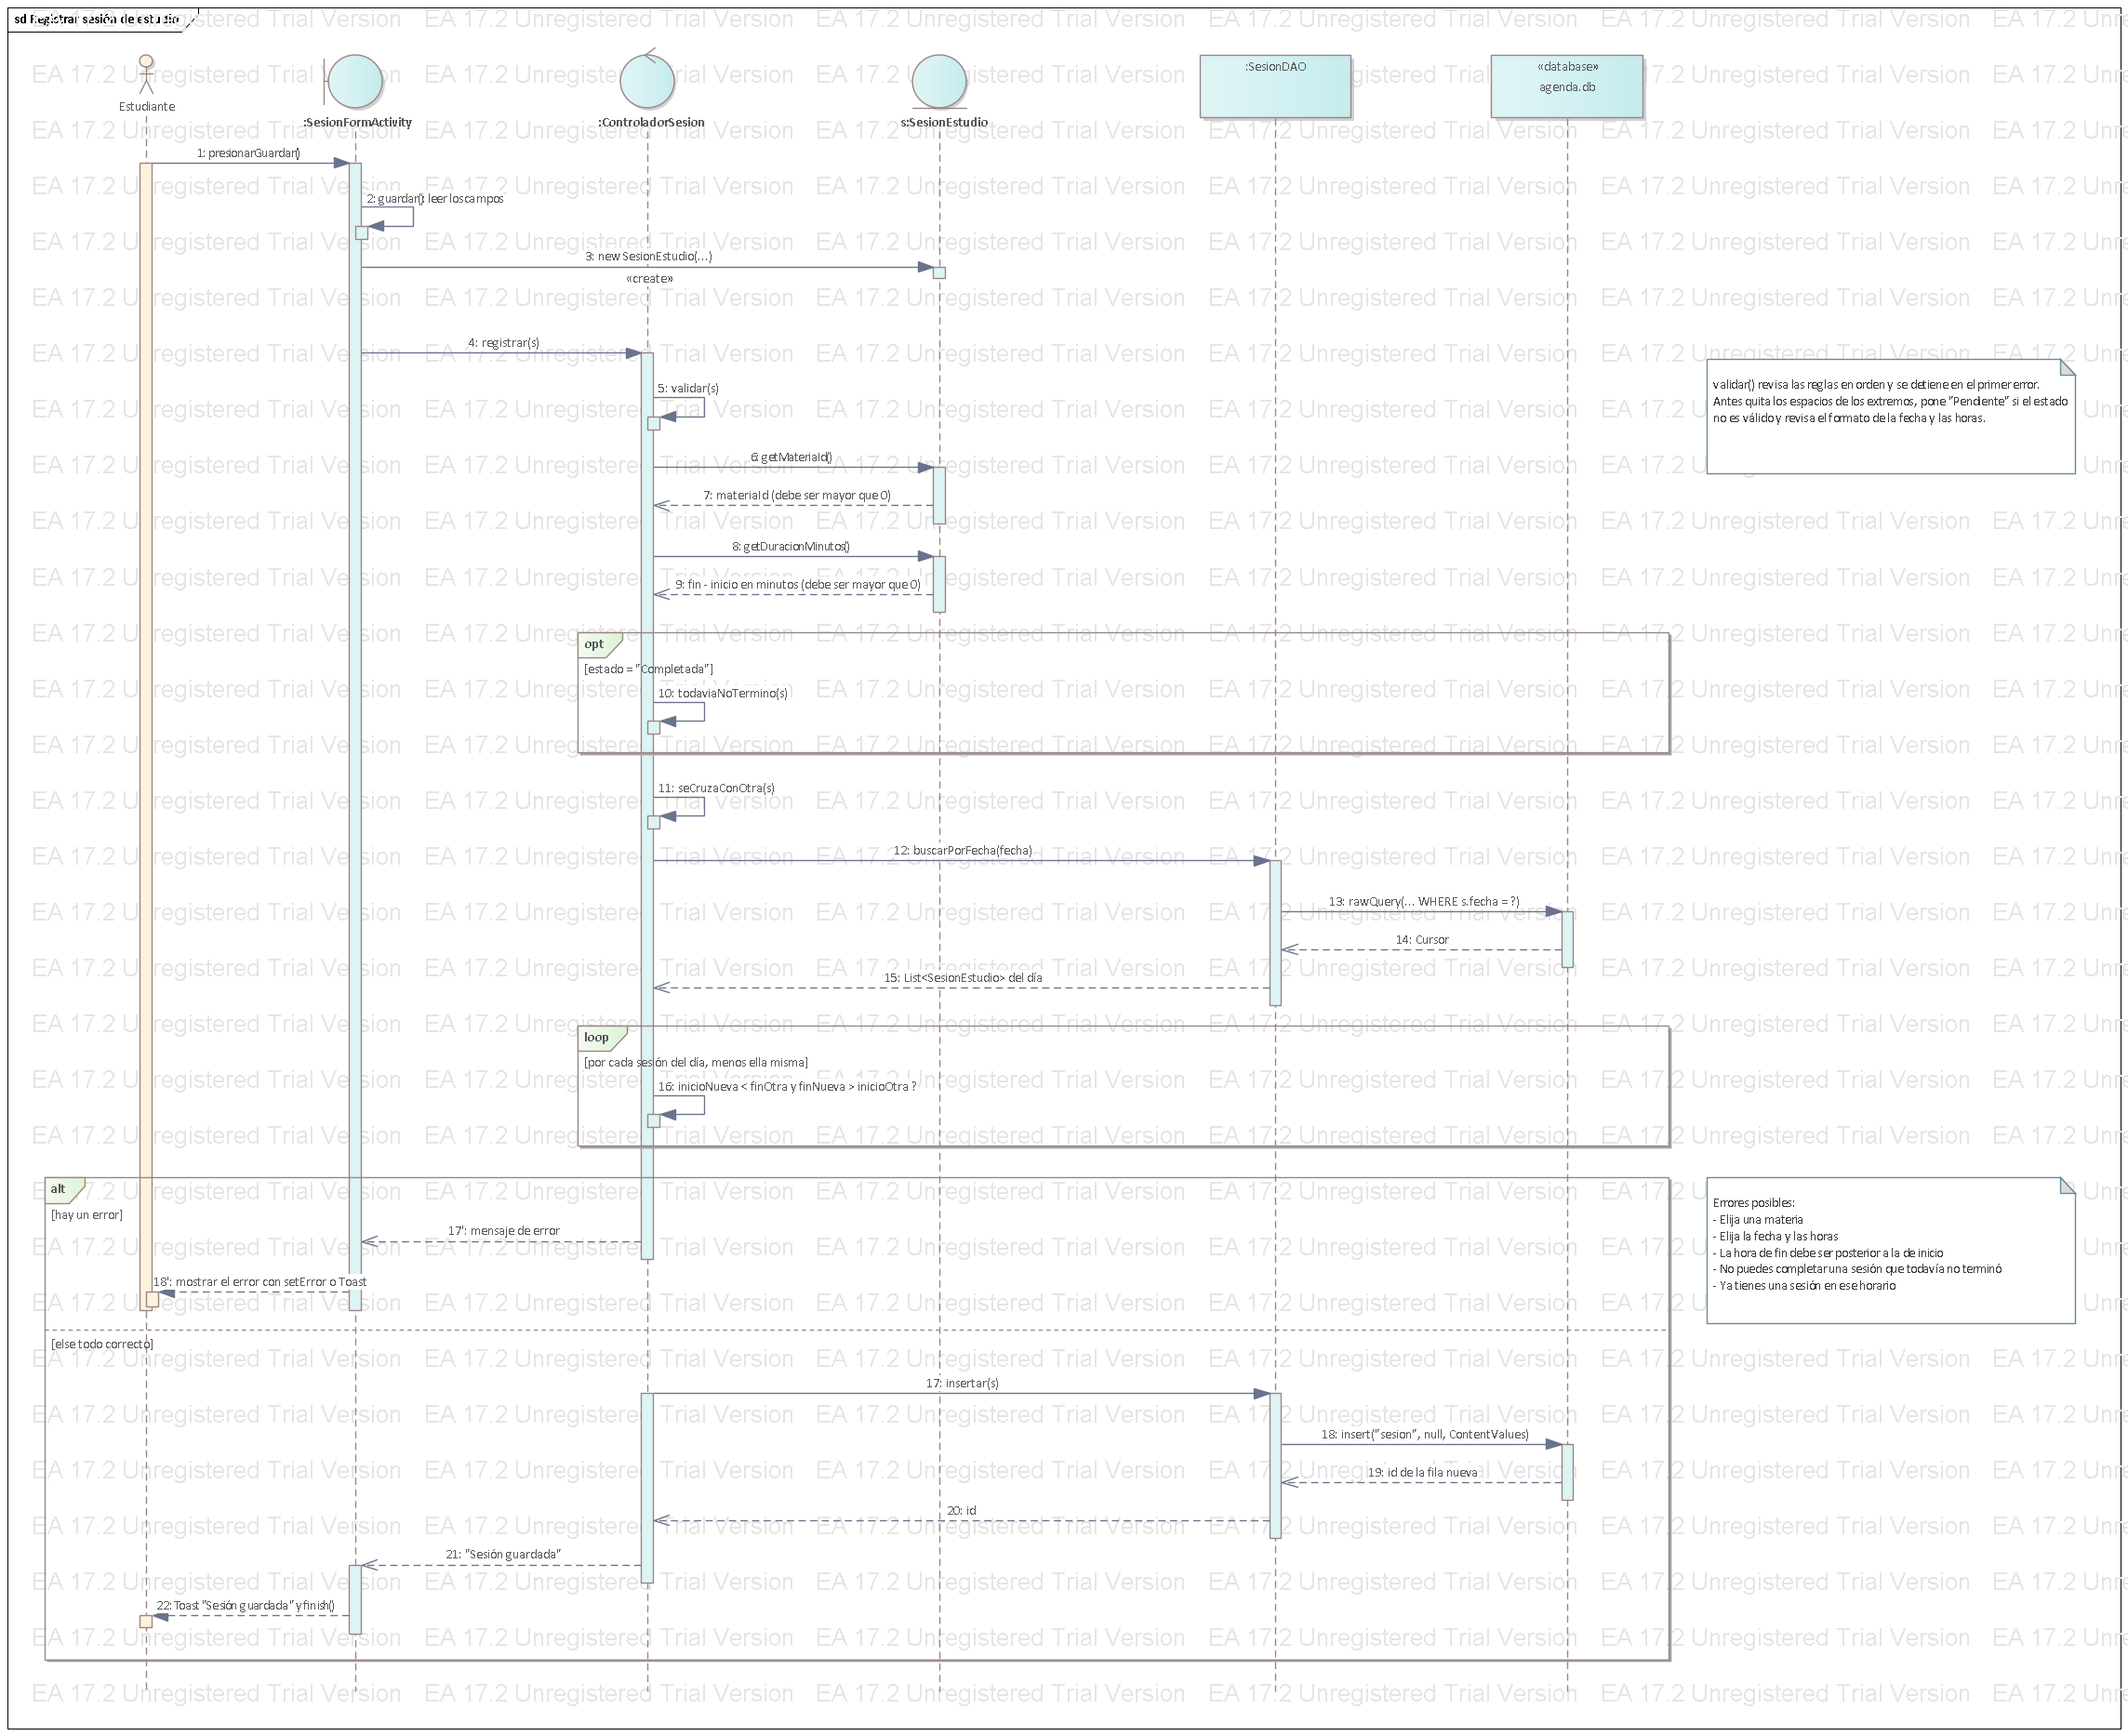 sd Registrar sesión de estudio
Estudiante
:SesionFormActivity
:ControladorSesion
s:SesionEstudio
:SesionDAO
«database»
agenda.db
1: presionarGuardar()
2: guardar(): leer los campos
3: new SesionEstudio(...)
«create»
4: registrar(s)
validar() revisa las reglas en orden y se detiene en el primer error.
Antes quita los espacios de los extremos, pone "Pendiente" si el estado
no es válido y revisa el formato de la fecha y las horas.
5: validar(s)
6: getMateriaId()
7: materiaId (debe ser mayor que 0)
8: getDuracionMinutos()
9: fin - inicio en minutos (debe ser mayor que 0)
opt
[estado = "Completada"]
10: todaviaNoTermino(s)
11: seCruzaConOtra(s)
12: buscarPorFecha(fecha)
13: rawQuery(... WHERE s.fecha = ?)
14: Cursor
15: List<SesionEstudio> del día
loop
[por cada sesión del día, menos ella misma]
16: inicioNueva < finOtra y finNueva > inicioOtra ?
alt
[hay un error]
17': mensaje de error
18': mostrar el error con setError o Toast
Errores posibles:
- Elija una materia
- Elija la fecha y las horas
- La hora de fin debe ser posterior a la de inicio
- No puedes completar una sesión que todavía no terminó
- Ya tienes una sesión en ese horario
[else todo correcto]
17: insertar(s)
18: insert("sesion", null, ContentValues)
19: id de la fila nueva
20: id
21: "Sesión guardada"
22: Toast "Sesión guardada" y finish()
EA 17.2 Unregistered Trial Version